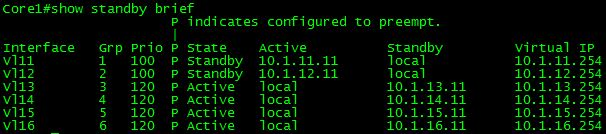 Core1#show standby brief
P indicates configured to preempt.
|
Interface Grp Prio P State Active Standby Virtual IP
Vl11 1 100 P Standby 10.1.11.11 local 10.1.11.254
Vl12 2 100 P Standby 10.1.12.11 local 10.1.12.254
Vl13 3 120 P Active local 10.1.13.11 10.1.13.254
Vl14 4 120 P Active local 10.1.14.11 10.1.14.254
Vl15 5 120 P Active local 10.1.15.11 10.1.15.254
Vl16 6 120 P Active local 10.1.16.11 10.1.16.254